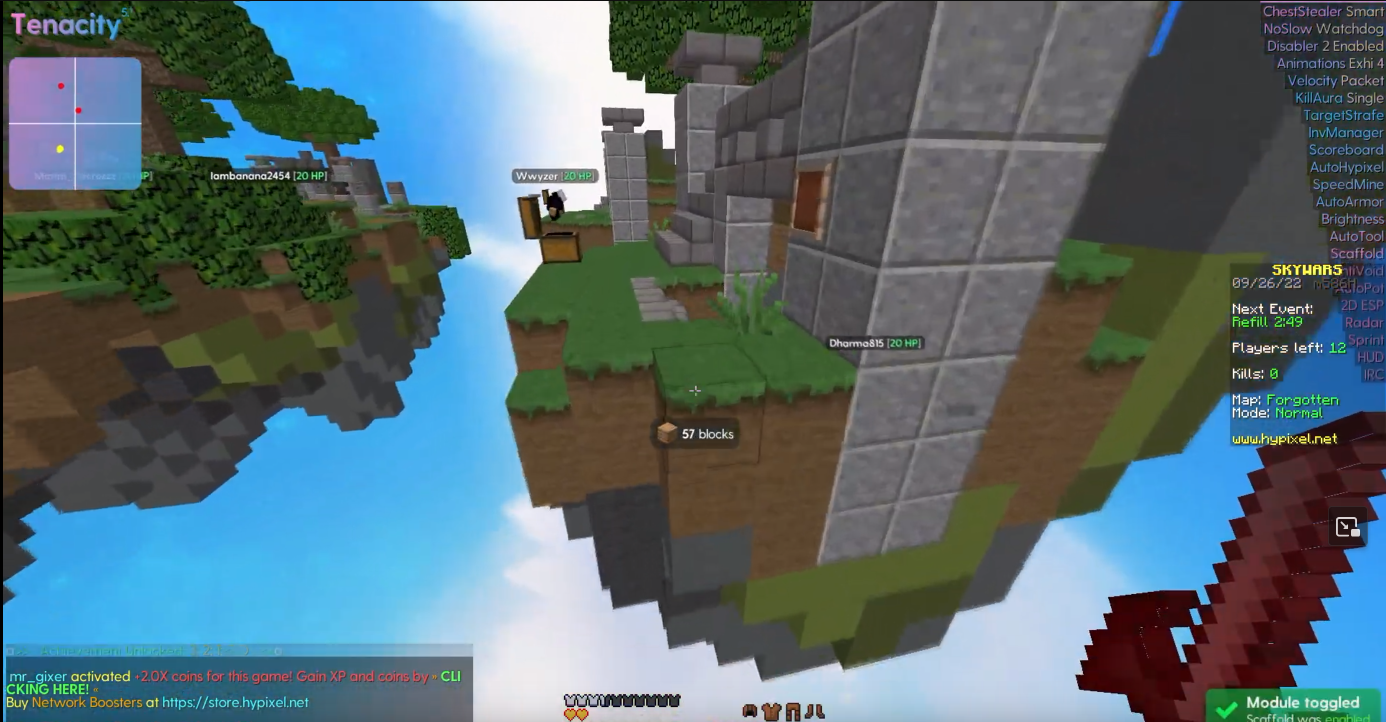 Tenacity
ChestStealer Smart
NoSlow Watchdog
Disabler 2 Enabled
Animations Exhi 4
Velocity Packet
KillAura Single
TargetStrafe
InvManager
Scoreboard
AutoHypixel
SpeedMine
AutoArmor
Brightness
AutoTool
Scaffold
AntiVoid
AutoPot
2D ESP
Radar
Sprint
HUD
IRC
Iambanana2454 [20 HP]
Wwyzer [20 HP]
Dharma815 [20 HP]
57 blocks
SKYWARS
09/26/22
Next Event:
Refill 2:49
Players left: 12
Kills: 0
Map: Forgotten
Mode: Normal
www.hypixel.net
mr_gixer activated +2.0X coins for this game! Gain XP and coins by » CLI
CKING HERE! «
Buy Network Boosters at https://store.hypixel.net
Module toggled
Scaffold was enabled